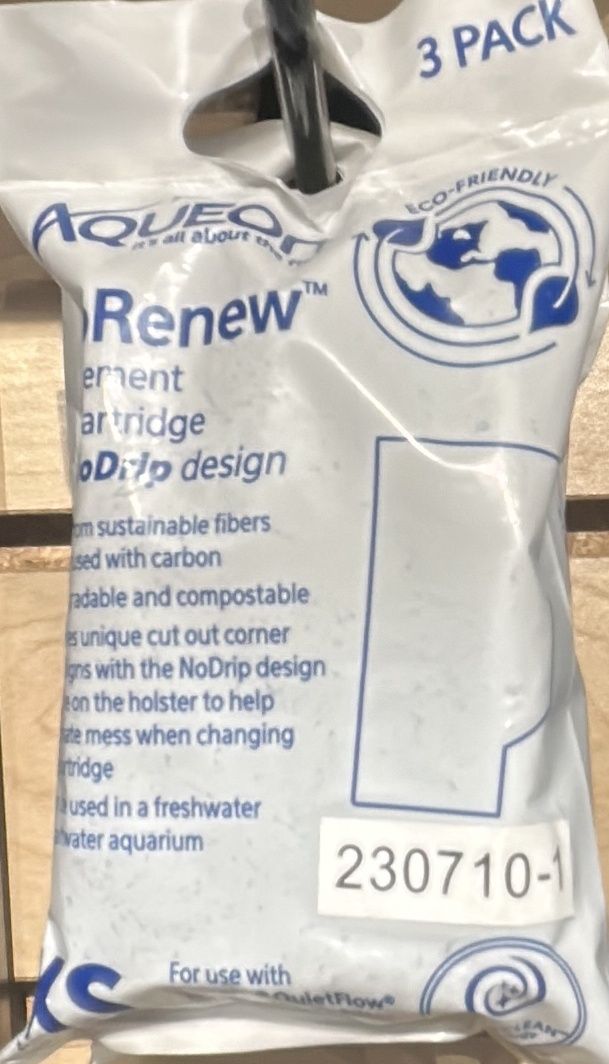 3 PACK
AQUEO
it's all about the
ECO-FRIENDLY
Renew™
ement
artridge
oDrip design
om sustainable fibers
sed with carbon
radable and compostable
es unique cut out corner
gns with the NoDrip design
on the holster to help
ate mess when changing
rtridge
used in a freshwater
water aquarium
230710-1
XS
For use with
QuietFlow®
CLEAN